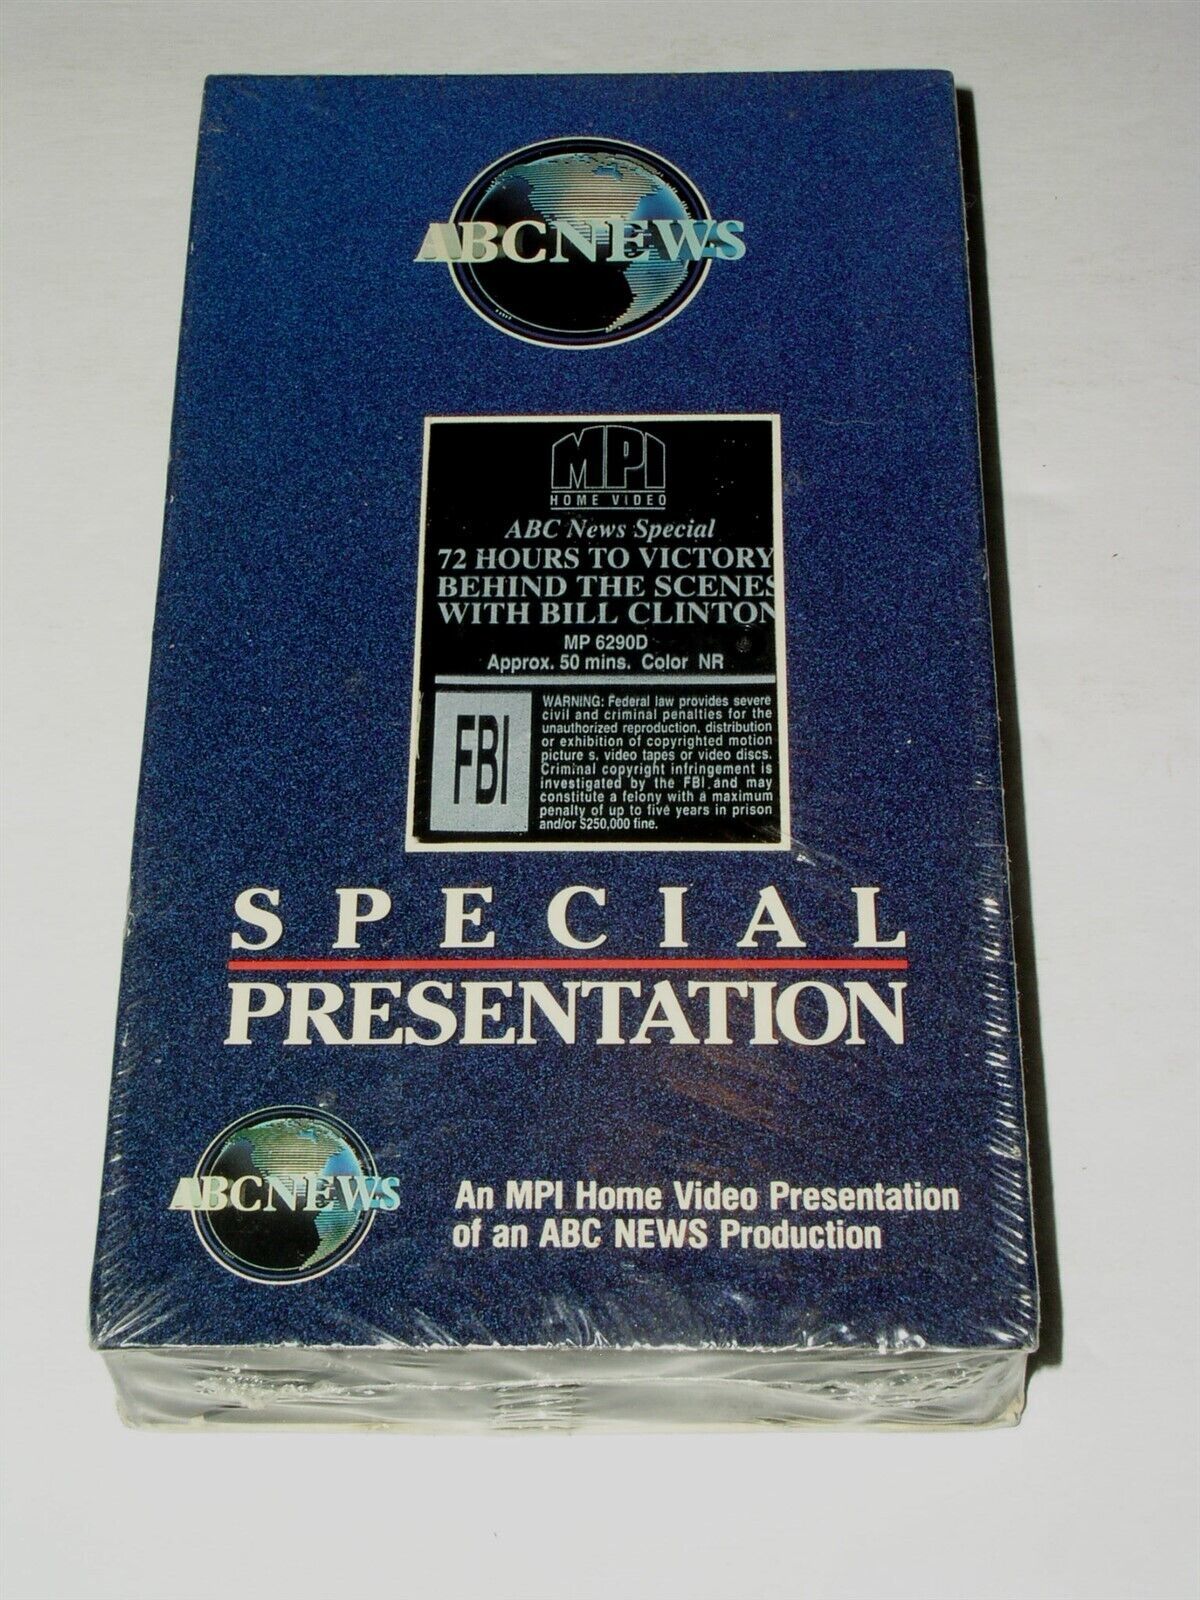 ABCNEWS
MPI
HOME VIDEO
ABC News Special
72 HOURS TO VICTORY
BEHIND THE SCENES
WITH BILL CLINTON
MP 6290D
Approx. 50 mins. Color NR
FBI
WARNING: Federal law provides severe
civil and criminal penalties for the
unauthorized reproduction, distribution
or exhibition of copyrighted motion
picture s, video tapes or video discs.
Criminal copyright infringement is
investigated by the FBI and may
constitute a felony with a maximum
penalty of up to five years in prison
and/or $250,000 fine.
SPECIAL
PRESENTATION
ABCNEWS
An MPI Home Video Presentation
of an ABC NEWS Production